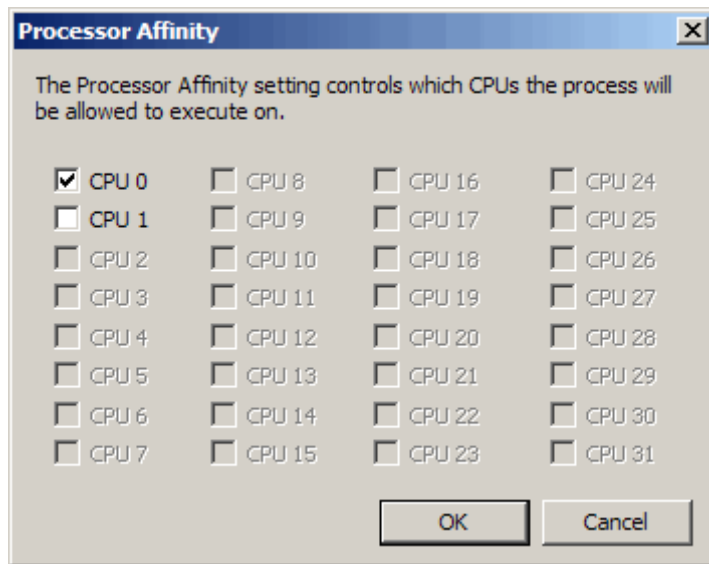 Processor Affinity
The Processor Affinity setting controls which CPUs the process will
be allowed to execute on.
CPU 0 CPU 8 CPU 16 CPU 24
CPU 1 CPU 9 CPU 17 CPU 25
CPU 2 CPU 10 CPU 18 CPU 26
CPU 3 CPU 11 CPU 19 CPU 27
CPU 4 CPU 12 CPU 20 CPU 28
CPU 5 CPU 13 CPU 21 CPU 29
CPU 6 CPU 14 CPU 22 CPU 30
CPU 7 CPU 15 CPU 23 CPU 31
OK Cancel